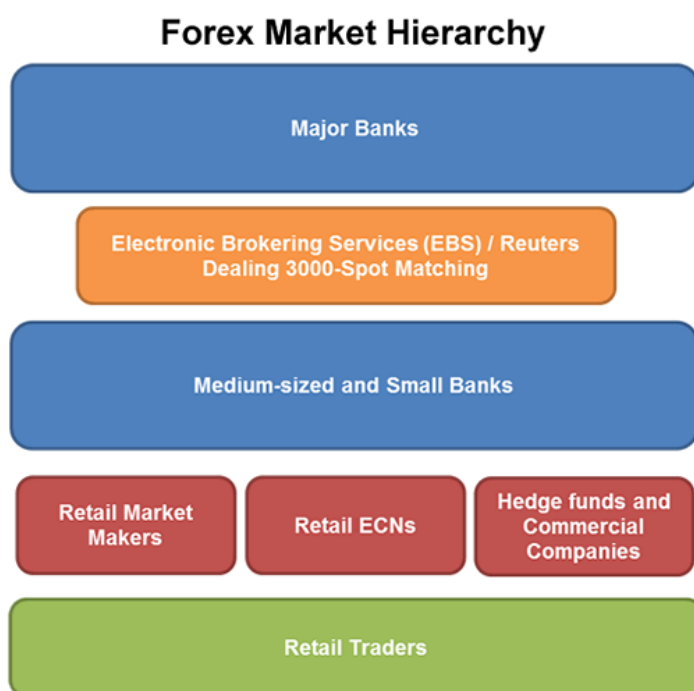 Forex Market Hierarchy
Major Banks
Electronic Brokering Services (EBS) / Reuters
Dealing 3000-Spot Matching
Medium-sized and Small Banks
Retail Market
Makers
Retail ECNs
Hedge funds and
Commercial
Companies
Retail Traders